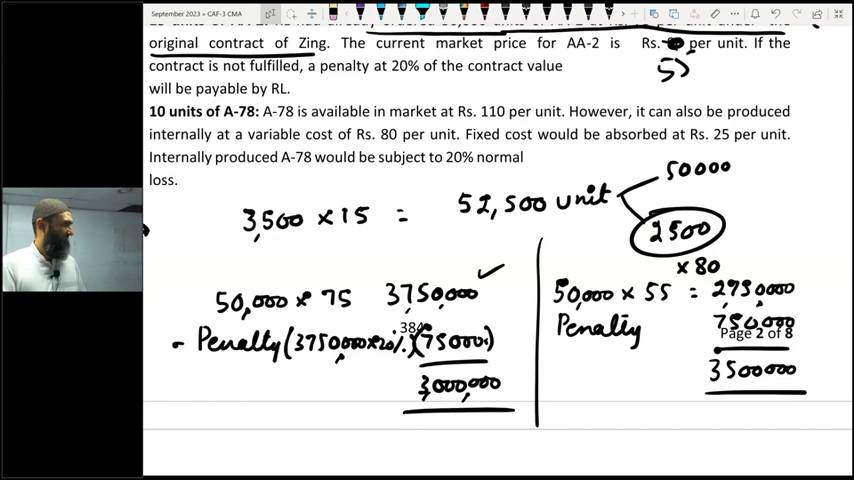 September 2023 » CAF-3 CMA
original contract of Zing. The current market price for AA-2 is Rs. per unit. If the
55
contract is not fulfilled, a penalty at 20% of the contract value
will be payable by RL.
10 units of A-78: A-78 is available in market at Rs. 110 per unit. However, it can also be produced
internally at a variable cost of Rs. 80 per unit. Fixed cost would be absorbed at Rs. 25 per unit.
Internally produced A-78 would be subject to 20% normal
loss.
50000
3,500 × 15 = 52,500 unit
2500
× 80
50,000 × 75 3750,000
- Penalty (3750,000×20%) (75000.)
3,000,000
50,000 × 55 = 2750000
Penalty 750,000
3500000
384
Page 2 of 8